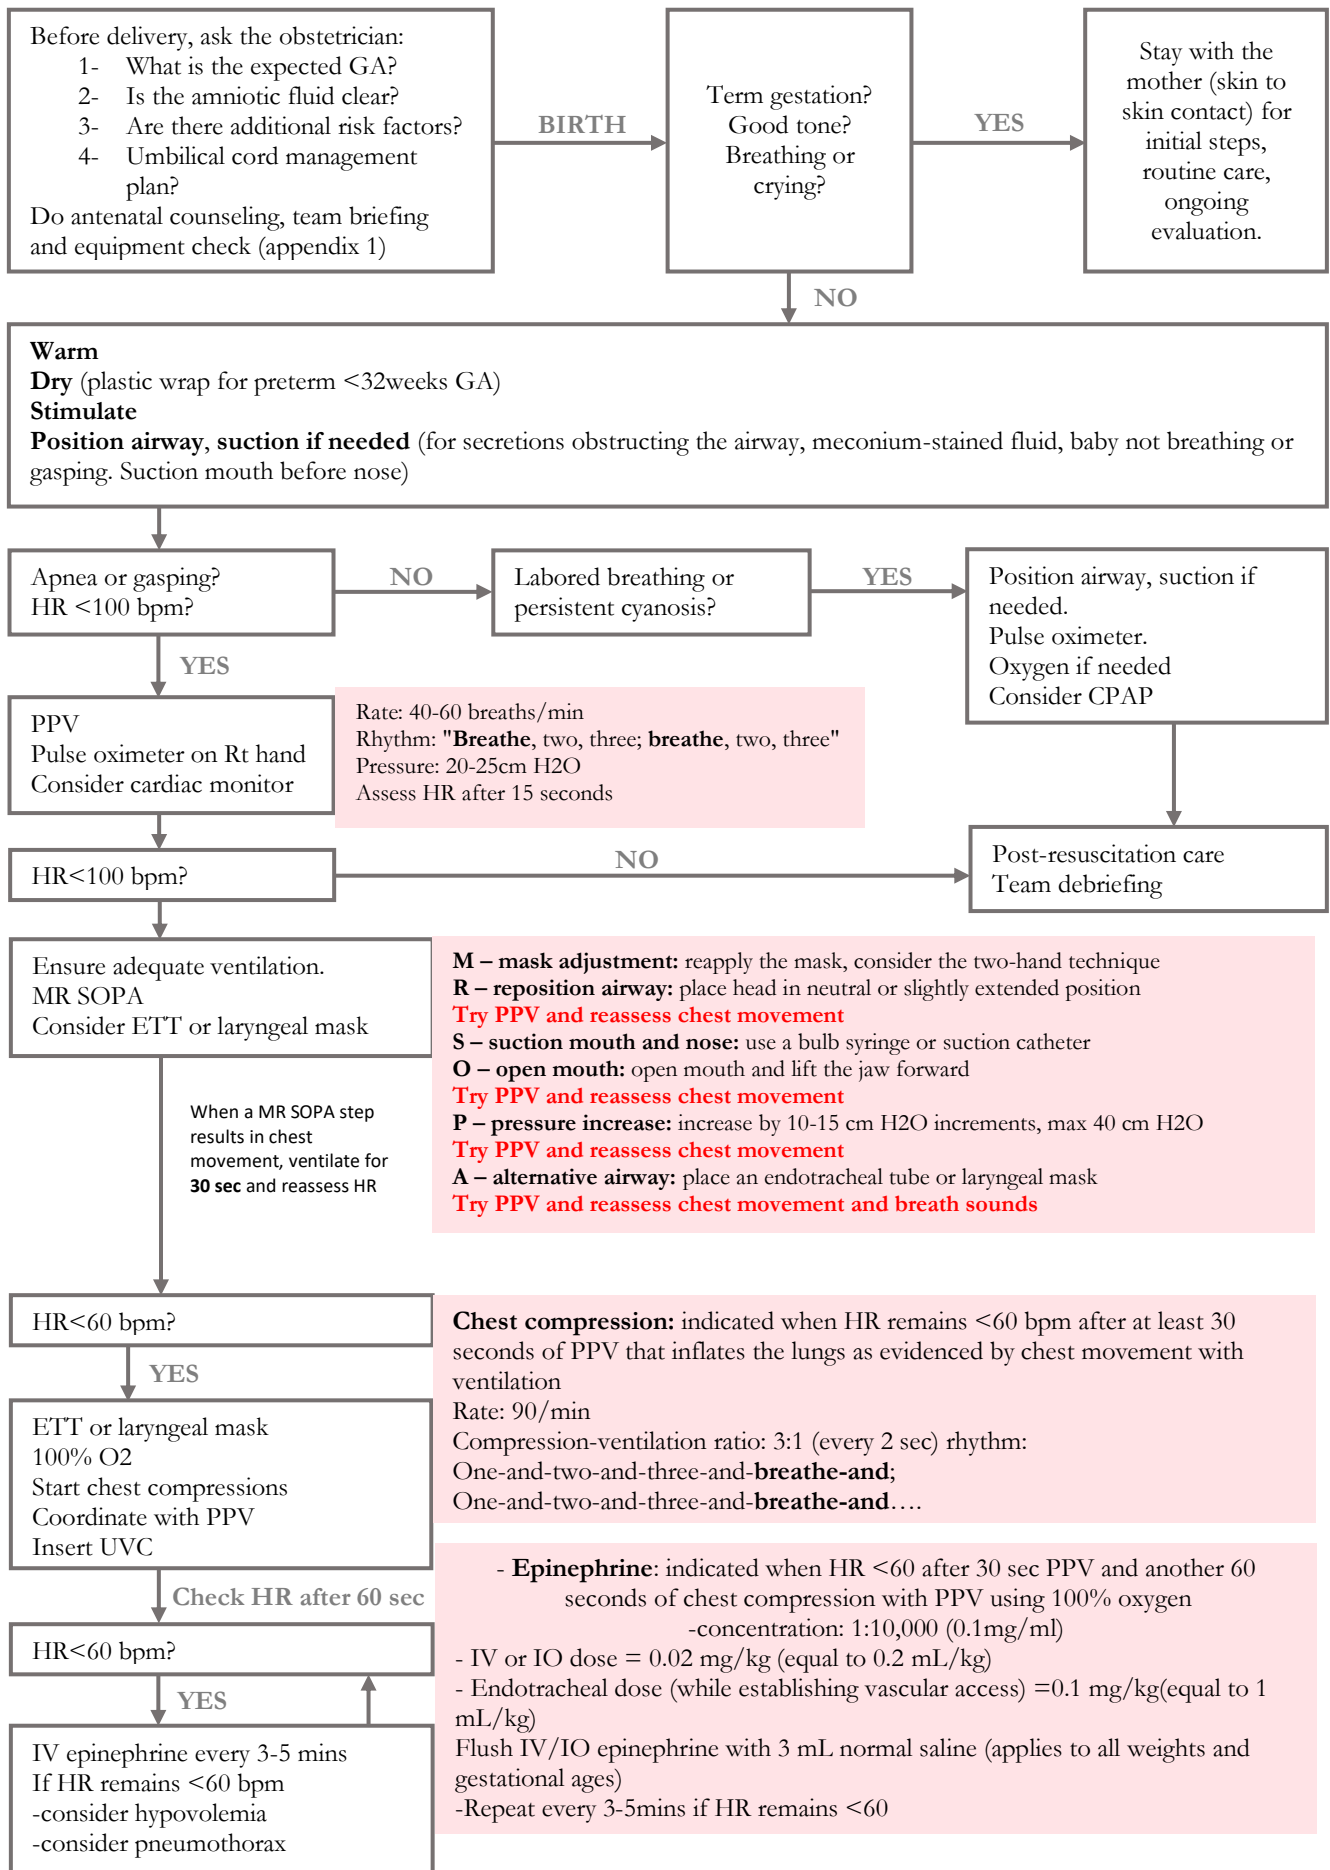 Before delivery, ask the obstetrician:
1- What is the expected GA?
2- Is the amniotic fluid clear?
3- Are there additional risk factors?
4- Umbilical cord management
plan?
Do antenatal counseling, team briefing
and equipment check (appendix 1)
BIRTH
Term gestation?
Good tone?
Breathing or
crying?
YES
Stay with the
mother (skin to
skin contact) for
initial steps,
routine care,
ongoing
evaluation.
NO
Warm
Dry (plastic wrap for preterm <32weeks GA)
Stimulate
Position airway, suction if needed (for secretions obstructing the airway, meconium-stained fluid, baby not breathing or
gasping. Suction mouth before nose)
Apnea or gasping?
HR <100 bpm?
NO
Labored breathing or
persistent cyanosis?
YES
Position airway, suction if
needed.
Pulse oximeter.
Oxygen if needed
Consider CPAP
YES
PPV
Pulse oximeter on Rt hand
Consider cardiac monitor
Rate: 40-60 breaths/min
Rhythm: "Breathe, two, three; breathe, two, three"
Pressure: 20-25cm H2O
Assess HR after 15 seconds
HR<100 bpm?
NO
Post-resuscitation care
Team debriefing
Ensure adequate ventilation.
MR SOPA
Consider ETT or laryngeal mask
M – mask adjustment: reapply the mask, consider the two-hand technique
R – reposition airway: place head in neutral or slightly extended position
Try PPV and reassess chest movement
S – suction mouth and nose: use a bulb syringe or suction catheter
O – open mouth: open mouth and lift the jaw forward
Try PPV and reassess chest movement
P – pressure increase: increase by 10-15 cm H2O increments, max 40 cm H2O
Try PPV and reassess chest movement
A – alternative airway: place an endotracheal tube or laryngeal mask
Try PPV and reassess chest movement and breath sounds
When a MR SOPA step
results in chest
movement, ventilate for
30 sec and reassess HR
HR<60 bpm?
YES
Chest compression: indicated when HR remains <60 bpm after at least 30
seconds of PPV that inflates the lungs as evidenced by chest movement with
ventilation
Rate: 90/min
Compression-ventilation ratio: 3:1 (every 2 sec) rhythm:
One-and-two-and-three-and-breathe-and;
One-and-two-and-three-and-breathe-and….
ETT or laryngeal mask
100% O2
Start chest compressions
Coordinate with PPV
Insert UVC
Check HR after 60 sec
HR<60 bpm?
YES
- Epinephrine: indicated when HR <60 after 30 sec PPV and another 60
seconds of chest compression with PPV using 100% oxygen
-concentration: 1:10,000 (0.1mg/ml)
- IV or IO dose = 0.02 mg/kg (equal to 0.2 mL/kg)
- Endotracheal dose (while establishing vascular access) =0.1 mg/kg(equal to 1
mL/kg)
Flush IV/IO epinephrine with 3 mL normal saline (applies to all weights and
gestational ages)
-Repeat every 3-5mins if HR remains <60
IV epinephrine every 3-5 mins
If HR remains <60 bpm
-consider hypovolemia
-consider pneumothorax